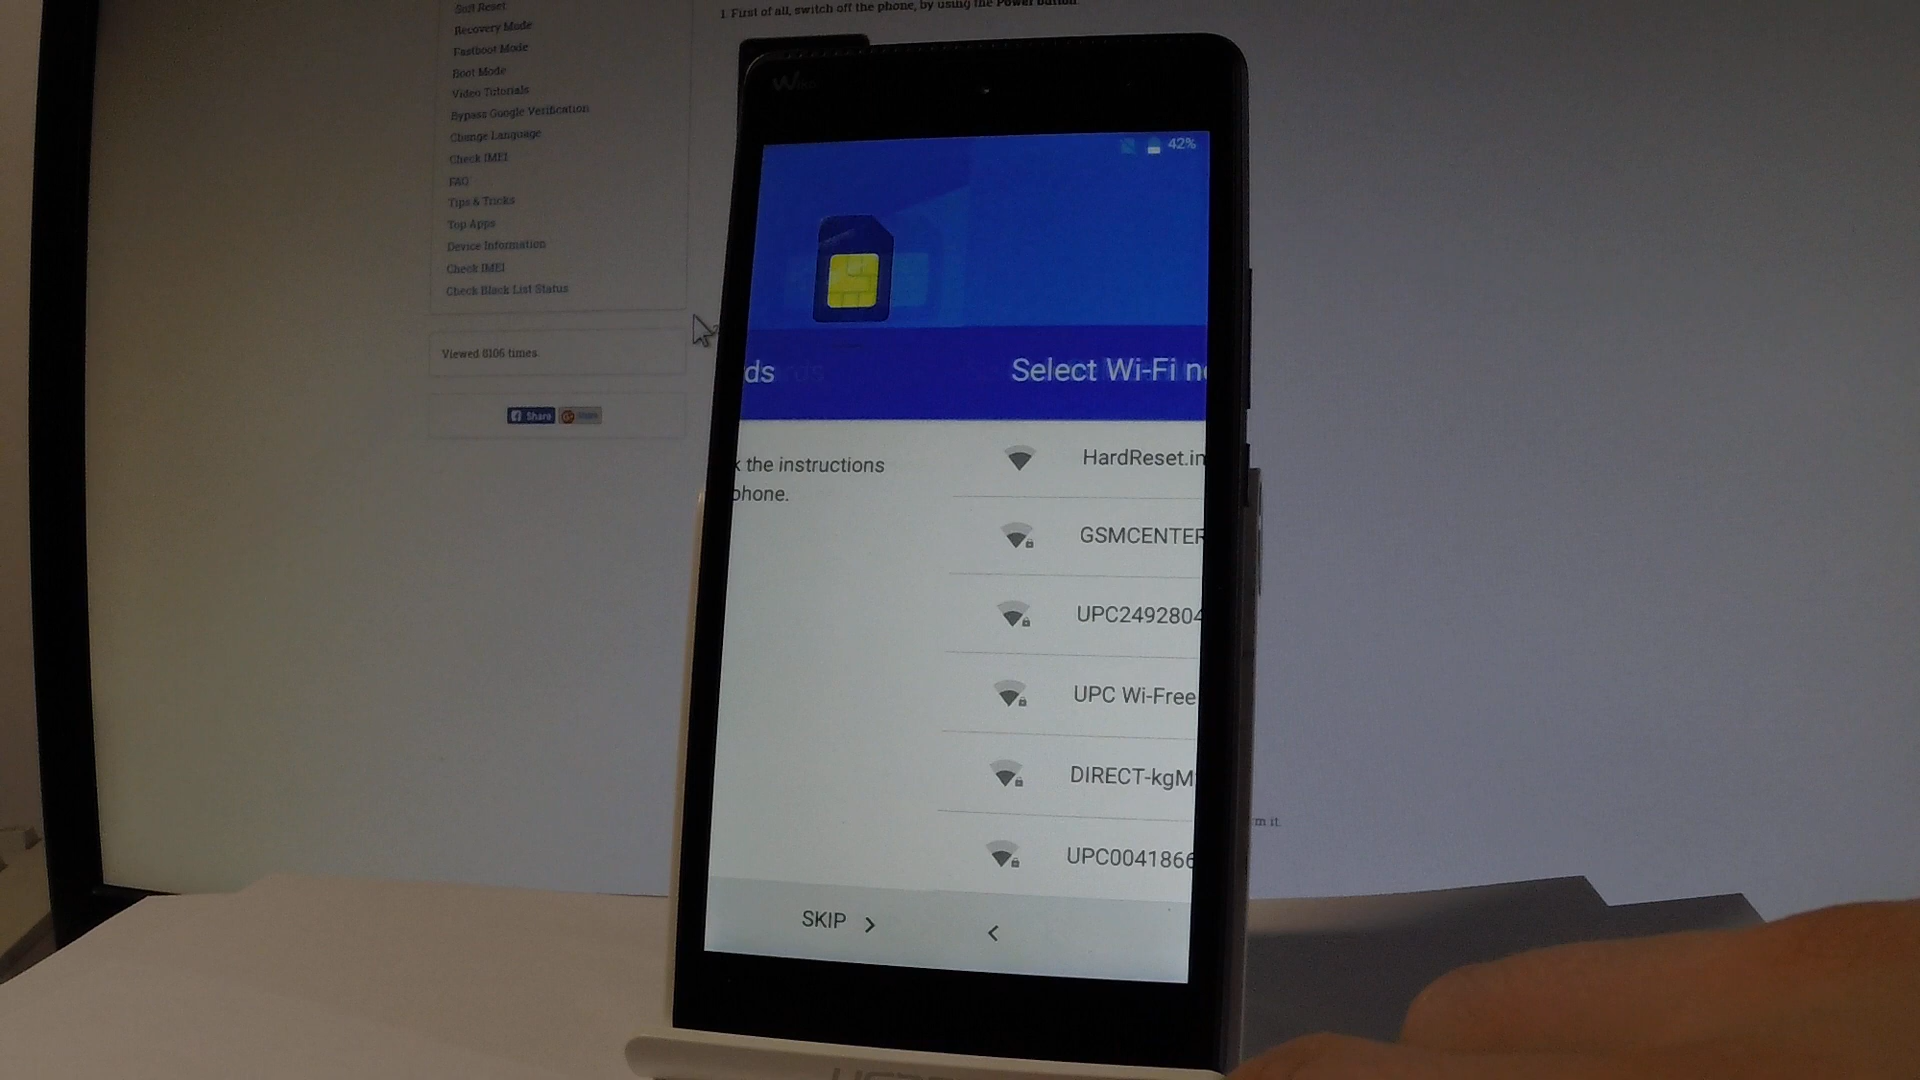 Soft Reset
Recovery Mode
Fastboot Mode
Boot Mode
Video Tutorials
Bypass Google Verification
Change Language
Check IMEI
FAQ
Tips & Tricks
Top Apps
Device Information
Check IMEI
Check Black List Status
Viewed 8106 times.
Share
1. First of all, switch off the phone, by using the Power button.
42%
ds
Select Wi-Fi ne
k the instructions
phone.
HardReset.in
GSMCENTER
UPC2492804
UPC Wi-Free
DIRECT-kgM
UPC0041866
SKIP
m it.